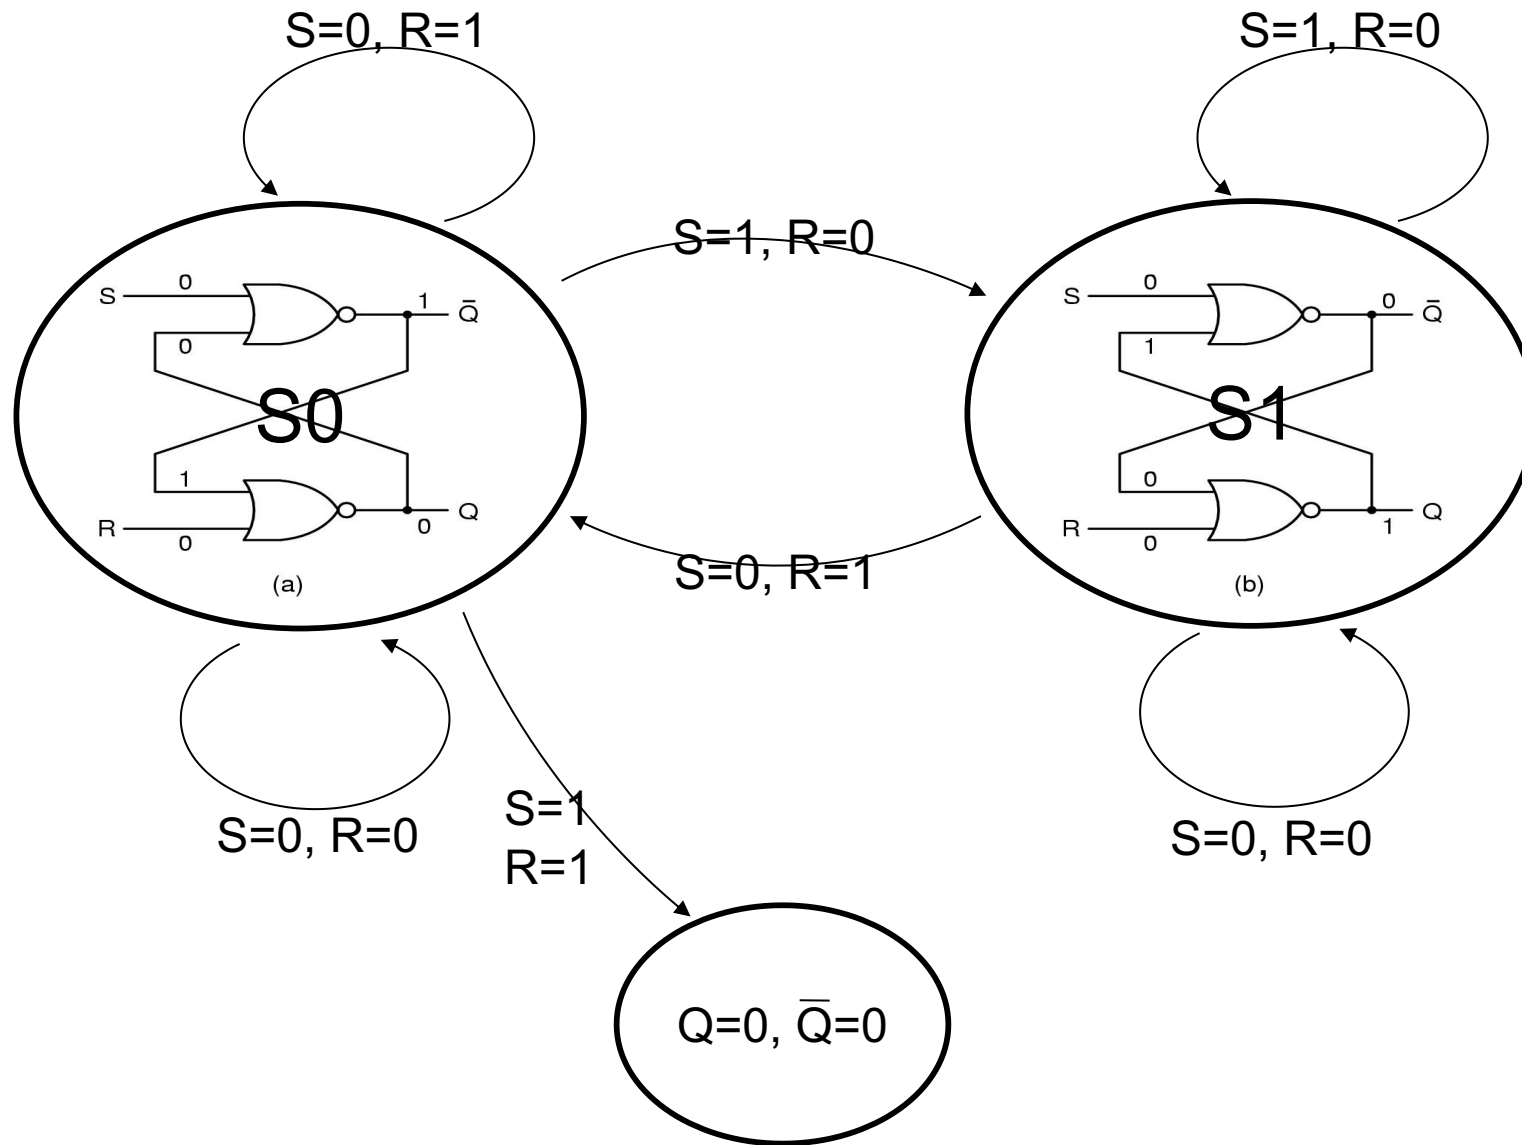 S=0, R=1
S=1, R=0
S=1, R=0
S 0
1 Q̄
0
S0
1
R 0
0 Q
(a)
S 0
0 Q̄
1
S1
0
R 0
1 Q
(b)
S=0, R=1
S=0, R=0
S=1
R=1
S=0, R=0
Q=0, Q̄=0